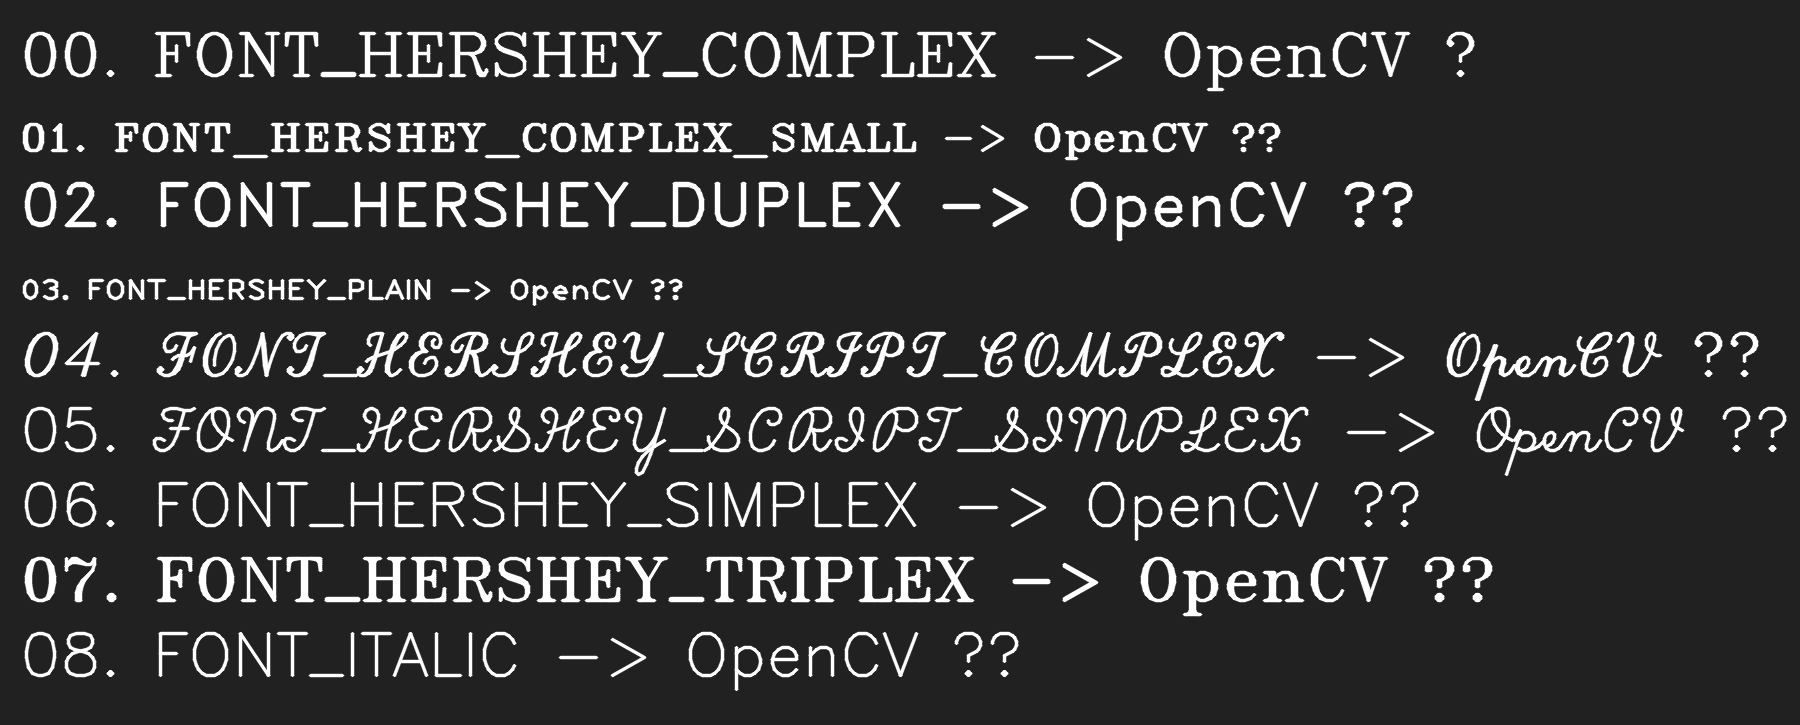 00. FONT_HERSHEY_COMPLEX -> OpenCV ?
01. FONT_HERSHEY_COMPLEX_SMALL -> OpenCV ??
02. FONT_HERSHEY_DUPLEX -> OpenCV ??
03. FONT_HERSHEY_PLAIN -> OpenCV ??
04. FONT_HERSHEY_SCRIPT_COMPLEX -> OpenCV ??
05. FONT_HERSHEY_SCRIPT_SIMPLEX -> OpenCV ??
06. FONT_HERSHEY_SIMPLEX -> OpenCV ??
07. FONT_HERSHEY_TRIPLEX -> OpenCV ??
08. FONT_ITALIC -> OpenCV ??